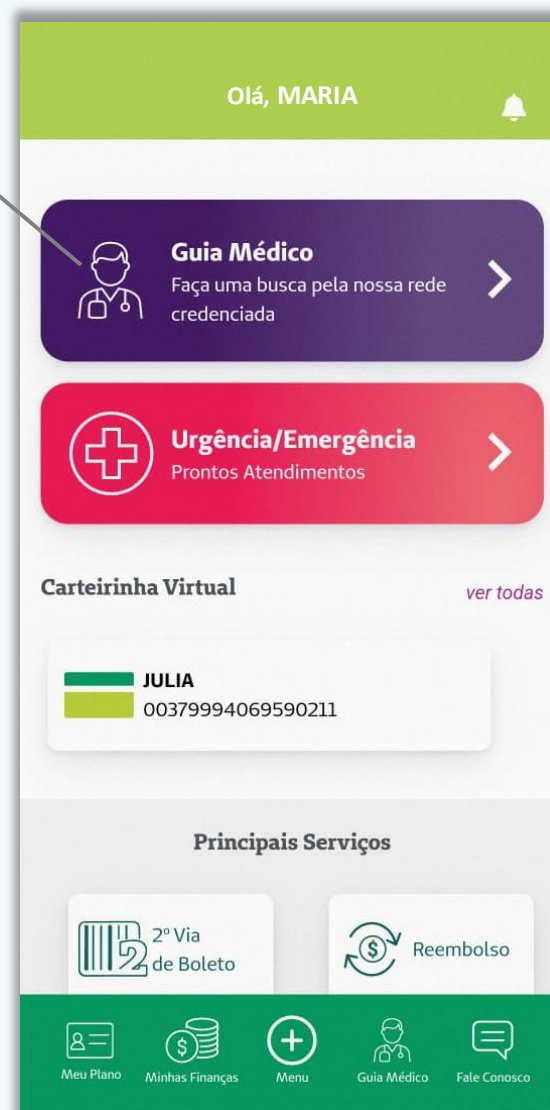 Olá, MARIA
Guia Médico
Faça uma busca pela nossa rede
credenciada
Urgência/Emergência
Prontos Atendimentos
Carteirinha Virtual
ver todas
JULIA
00379994069590211
Principais Serviços
2º Via
de Boleto
Reembolso
Meu Plano
Minhas Finanças
Menu
Guia Médico
Fale Conosco